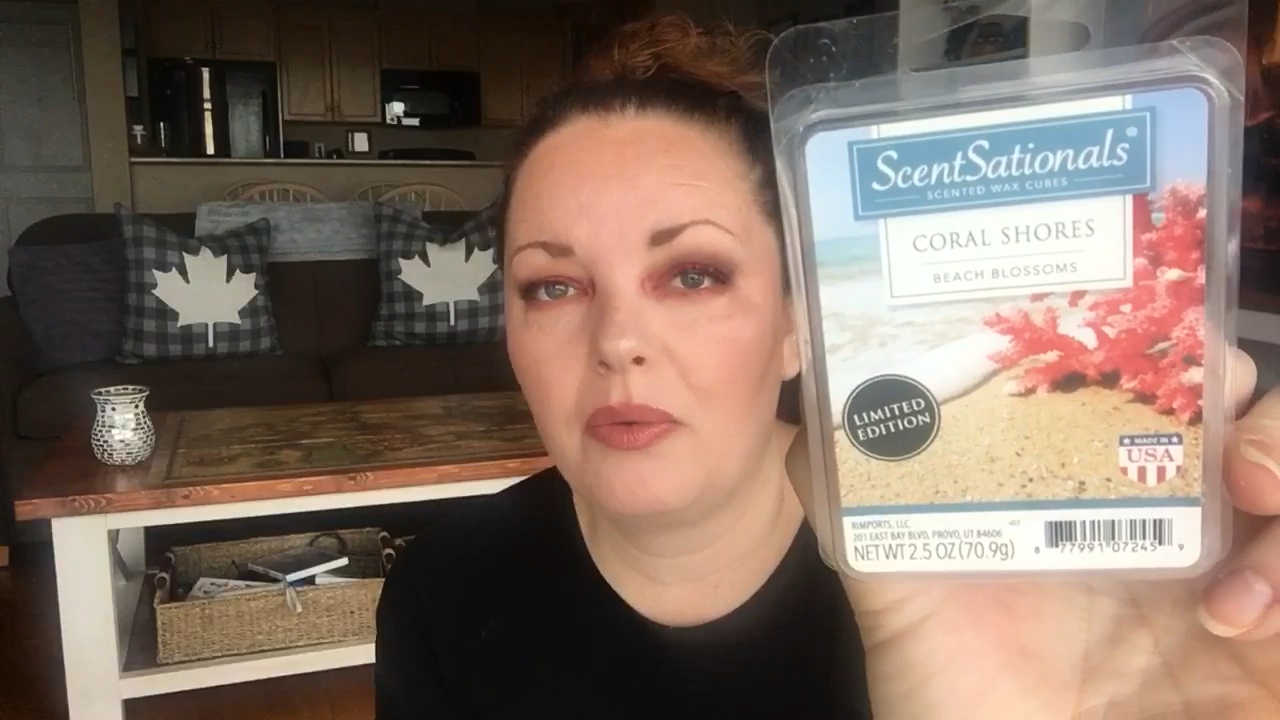 ScentSationals®
SCENTED WAX CUBES
CORAL SHORES
BEACH BLOSSOMS
LIMITED
EDITION
MADE IN
USA
RIMPORTS, LLC.
201 EAST BAY BLVD, PROVO, UT 84606
NET WT 2.5 OZ (70.9g)
8 77991 07245 9